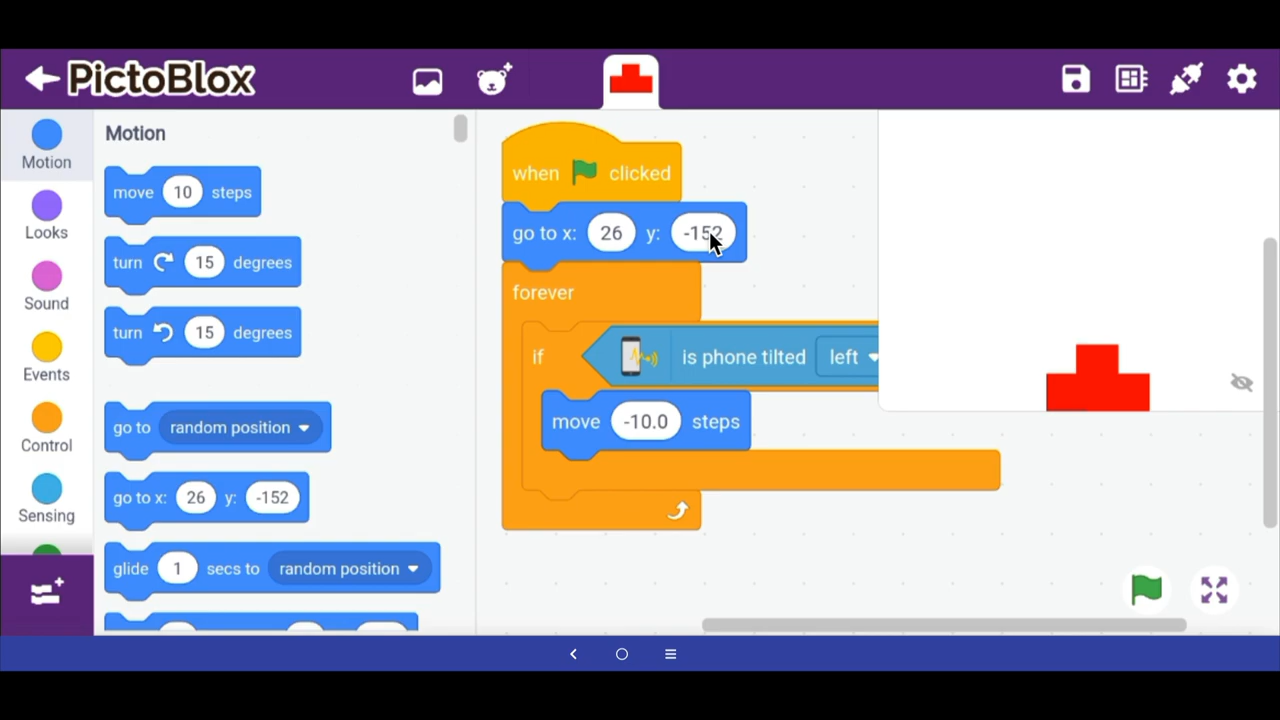 PictoBlox
Motion
Looks
Sound
Events
Control
Sensing
Motion
move 10 steps
turn 15 degrees
turn 15 degrees
go to random position
go to x: 26 y: -152
glide 1 secs to random position
when clicked
go to x: 26 y: -152
forever
if is phone tilted left
move -10.0 steps